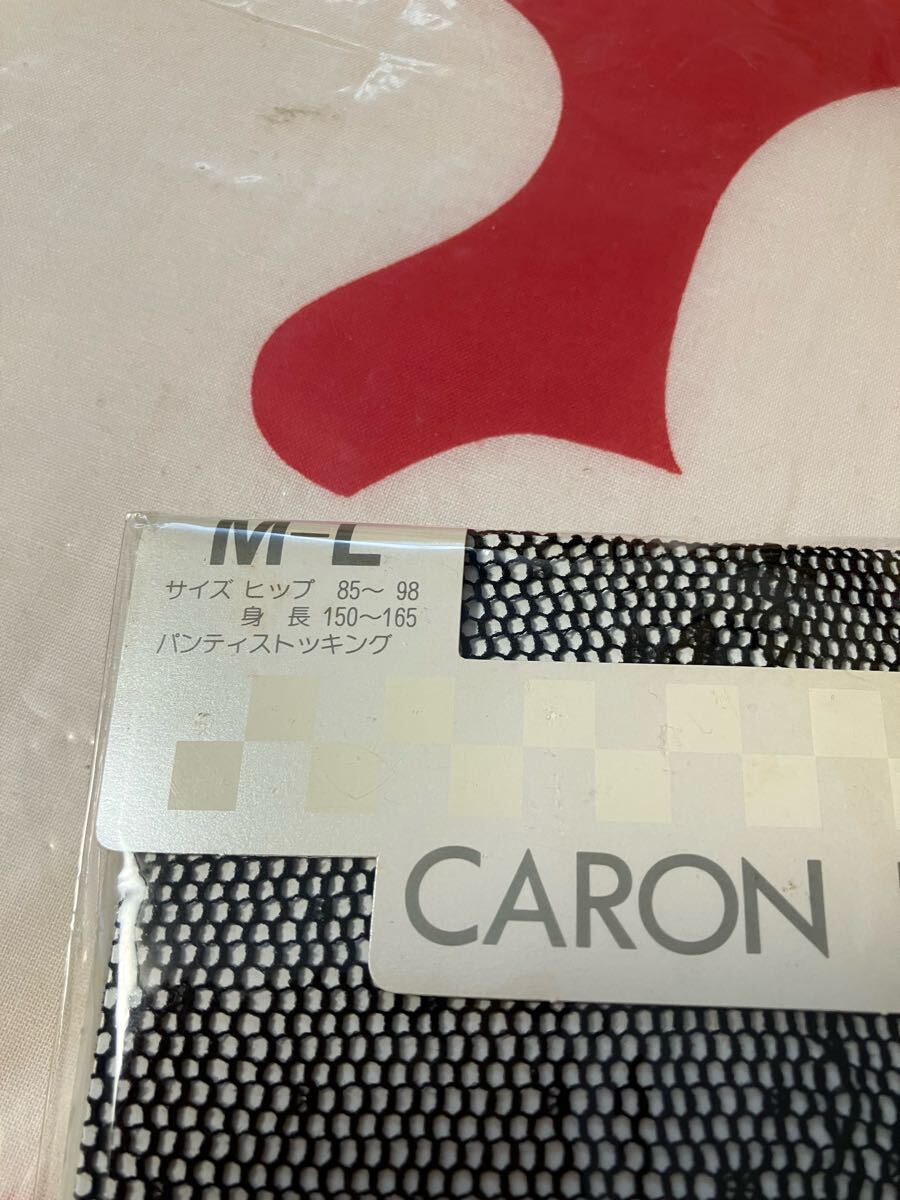 M-L
サイズ ヒップ 85～98
身長 150～165
パンティストッキング
CARON